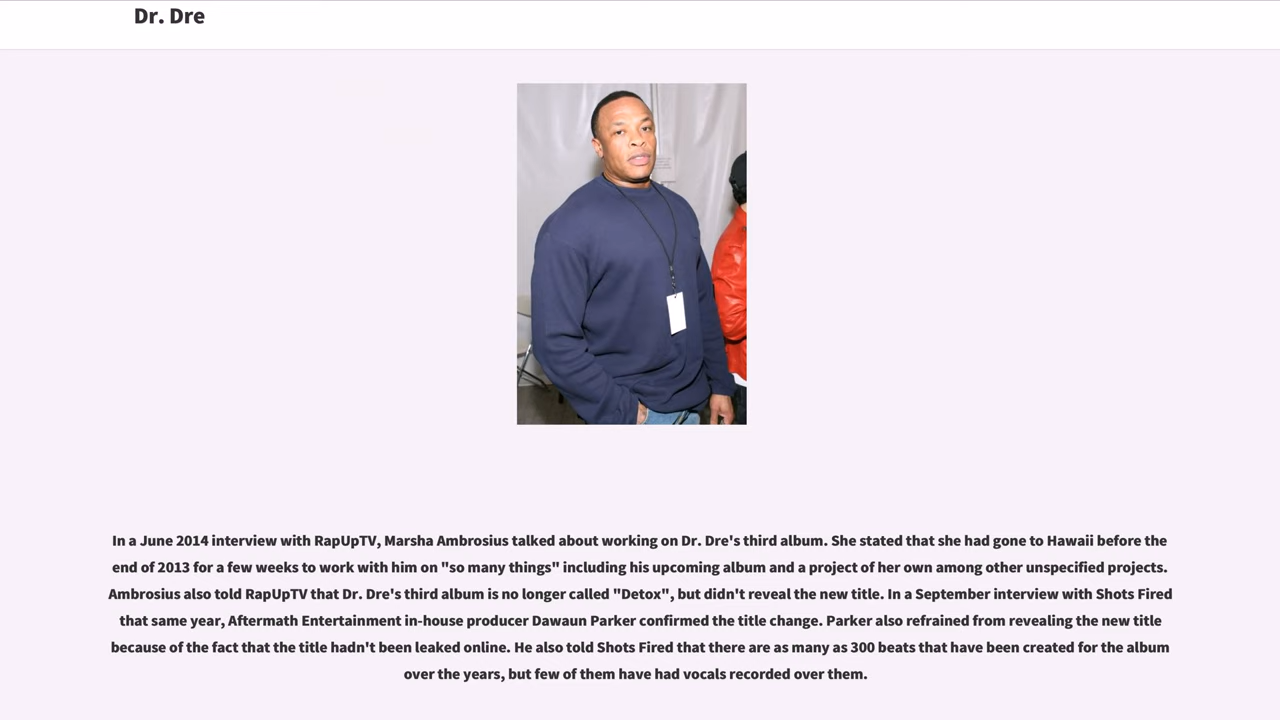 Dr. Dre
In a June 2014 interview with RapUpTV, Marsha Ambrosius talked about working on Dr. Dre's third album. She stated that she had gone to Hawaii before the
end of 2013 for a few weeks to work with him on "so many things" including his upcoming album and a project of her own among other unspecified projects.
Ambrosius also told RapUpTV that Dr. Dre's third album is no longer called "Detox", but didn't reveal the new title. In a September interview with Shots Fired
that same year, Aftermath Entertainment in-house producer Dawaun Parker confirmed the title change. Parker also refrained from revealing the new title
because of the fact that the title hadn't been leaked online. He also told Shots Fired that there are as many as 300 beats that have been created for the album
over the years, but few of them have had vocals recorded over them.